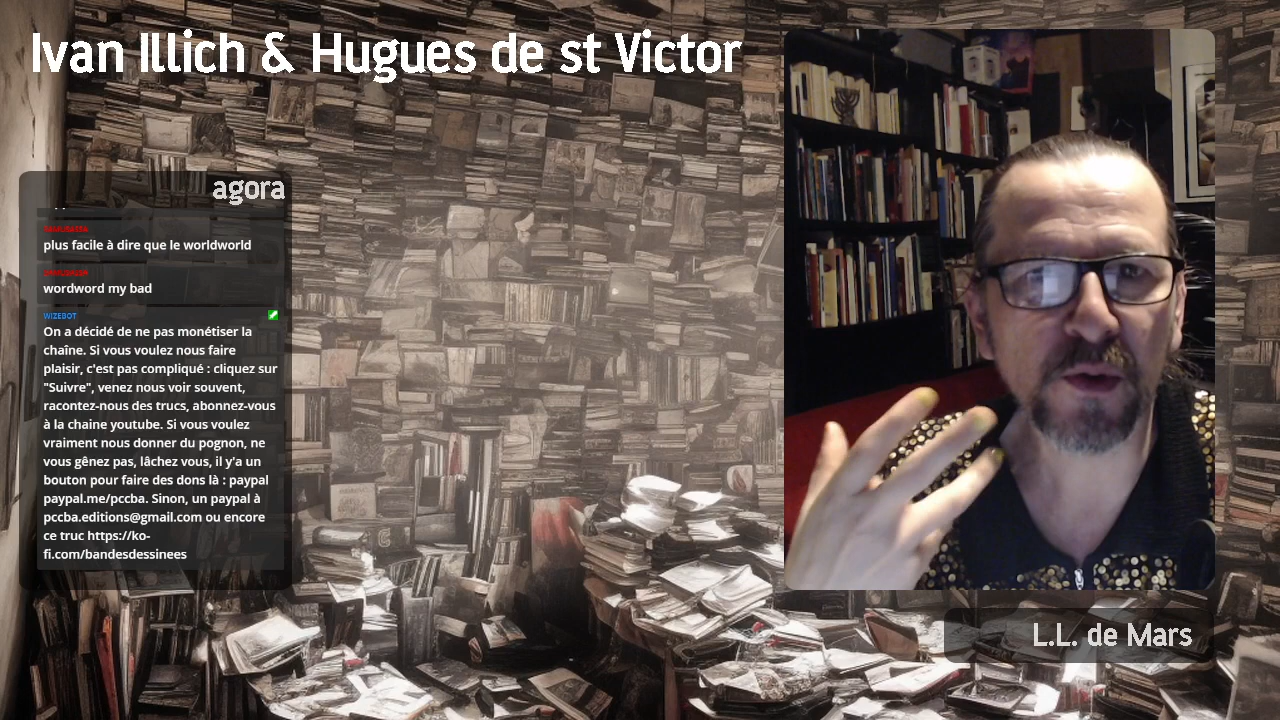 Ivan Illich & Hugues de st Victor
agora
plus facile à dire que le worldworld
wordword my bad
WIZEBOT
On a décidé de ne pas monétiser la
chaîne. Si vous voulez nous faire
plaisir, c'est pas compliqué : cliquez sur
"Suivre", venez nous voir souvent,
racontez-nous des trucs, abonnez-vous
à la chaine youtube. Si vous voulez
vraiment nous donner du pognon, ne
vous gênez pas, lâchez vous, il y'a un
bouton pour faire des dons là : paypal
paypal.me/pccba. Sinon, un paypal à
pccba.editions@gmail.com ou encore
ce truc https://ko-
fi.com/bandesdessinees
L.L. de Mars